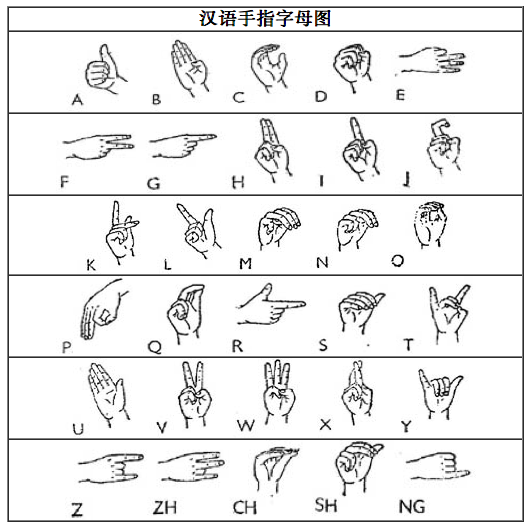 汉语手指字母图
A B C D E
F G H I J
K L M N O
P Q R S T
U V W X Y
Z ZH CH SH NG